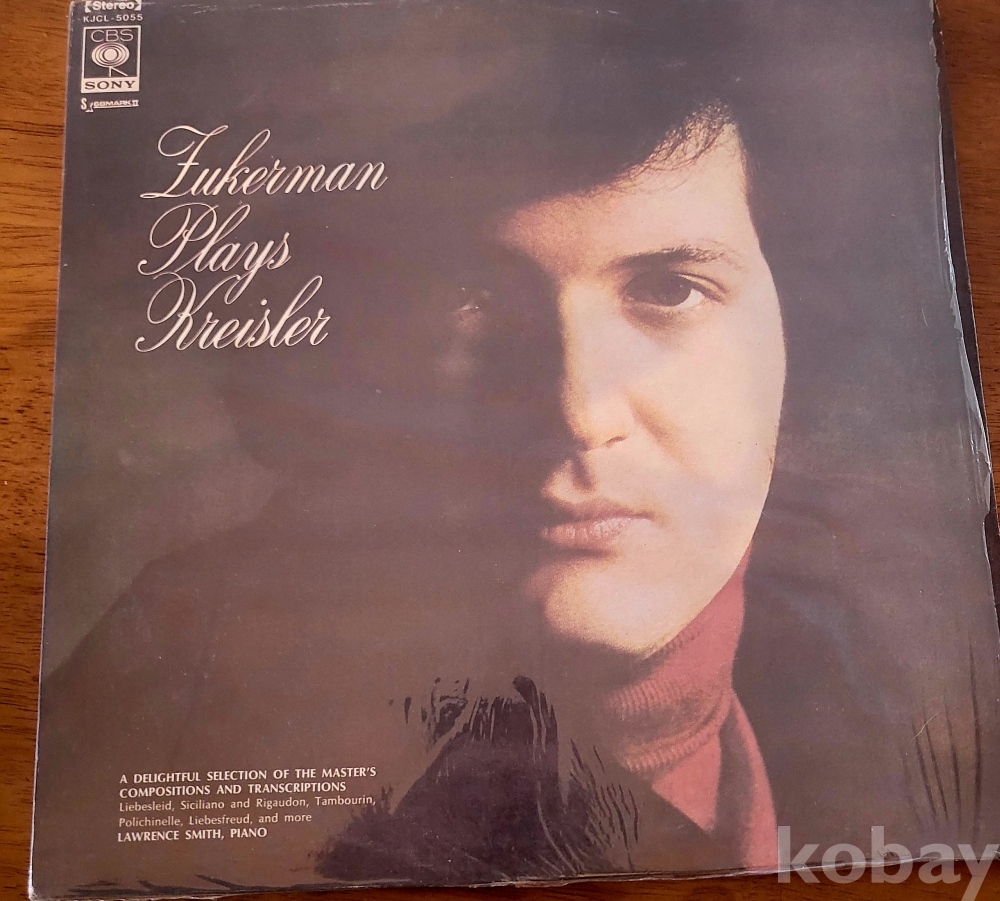 【Stereo】
KJCL-5055
CBS
SONY
Zukerman
Plays
Kreisler
A DELIGHTFUL SELECTION OF THE MASTER'S
COMPOSITIONS AND TRANSCRIPTIONS
Liebesleid, Siciliano and Rigaudon, Tambourin,
Polichinelle, Liebesfreud, and more
LAWRENCE SMITH, PIANO
kobay